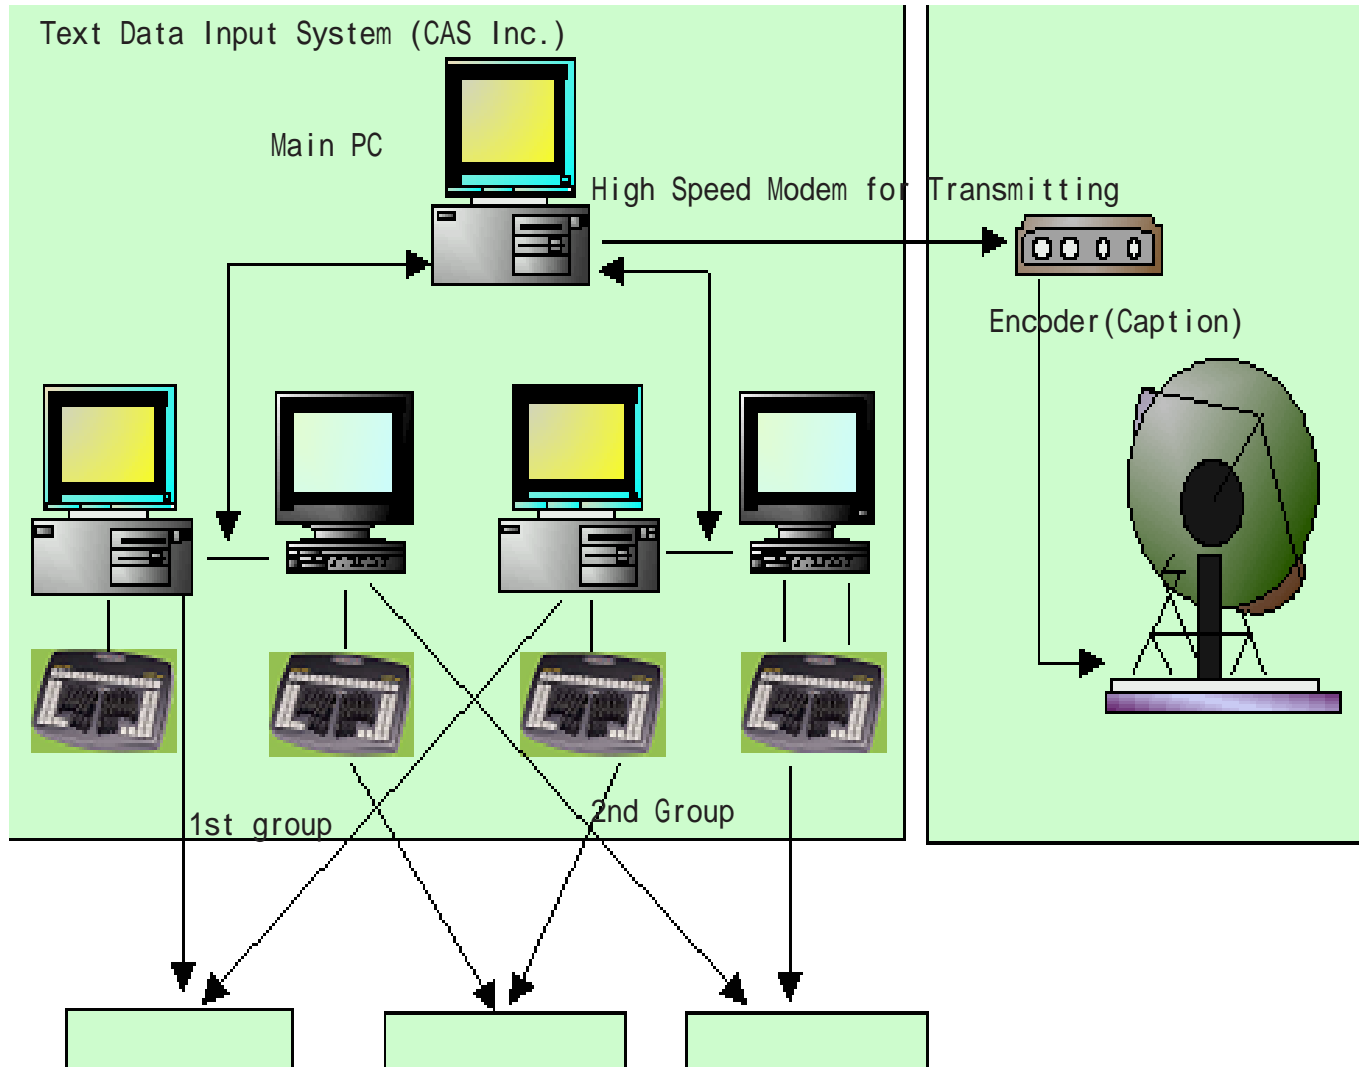 Text Data Input System (CAS Inc.)
Main PC
High Speed Modem for Transmitting
Encoder(Caption)
1st group
2nd Group